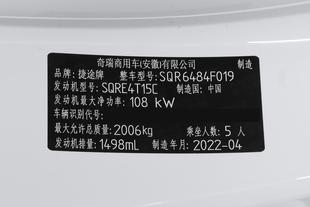 奇瑞商用车(安徽)有限公司 制造
品牌: 捷途牌 整车型号: SQR6484F019
发动机型号: SQRE4T15C 制造国: 中国
发动机最大净功率: 108 kW
车辆识别代号:
最大允许总质量: 2006kg 乘坐人数: 5 人
发动机排量: 1498mL 制造年月: 2022-04